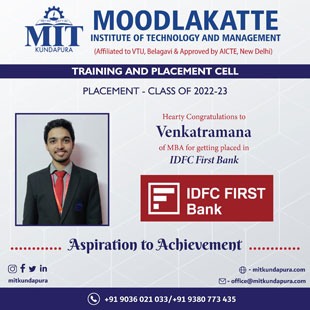 MIT
KUNDAPURA
MOODLAKATTE
INSTITUTE OF TECHNOLOGY AND MANAGEMENT
(Affiliated to VTU, Belagavi & Approved by AICTE, New Delhi)
TRAINING AND PLACEMENT CELL
PLACEMENT - CLASS OF 2022-23
Hearty Congratulations to
Venkatramana
of MBA for getting placed in
IDFC First Bank
IDFC FIRST
Bank
Aspiration to Achievement
mitkundapura
- mitkundapura.com
- office@mitkundapura.com
+91 9036 021 033/+91 9380 773 435